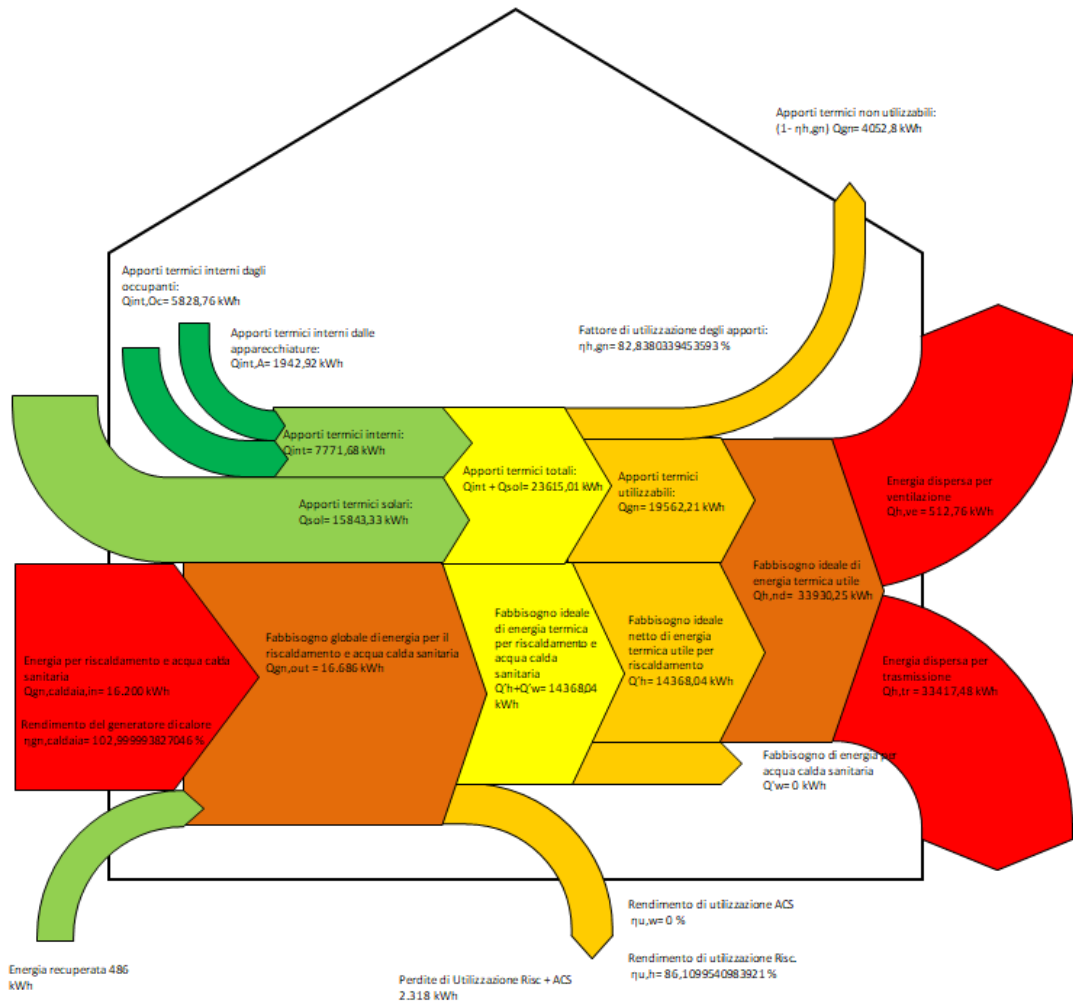 Apporti termici non utilizzabili:
(1- ηh,gn) Qgn= 4052,8 kWh
Apporti termici interni dagli
occupanti:
Qint,Oc= 5828,76 kWh
Apporti termici interni dalle
apparecchiature:
Qint,A= 1942,92 kWh
Fattore di utilizzazione degli apporti:
ηh,gn= 82,8380339453593 %
Apporti termici interni:
Qint= 7771,68 kWh
Apporti termici solari:
Qsol= 15843,33 kWh
Apporti termici totali:
Qint + Qsol= 23615,01 kWh
Apporti termici
utilizzabili:
Qgn= 19562,21 kWh
Energia dispersa per
ventilazione
Qh,ve = 512,76 kWh
Fabbisogno ideale di
energia termica utile
Qh,nd=  33930,25 kWh
Energia per riscaldamento e acqua calda
sanitaria
Qgn,caldaia,in= 16.200 kWh
Rendimento del generatore di calore
ηgn,caldaia= 102,999993827046 %
Fabbisogno globale di energia per il
riscaldamento e acqua calda sanitaria
Qgn,out = 16.686 kWh
Fabbisogno ideale
di energia termica
per riscaldamento e
acqua calda
sanitaria
Q'h+Q'w= 14368,04
kWh
Fabbisogno ideale
netto di energia
termica utile per
riscaldamento
Q'h= 14368,04 kWh
Energia dispersa per
trasmissione
Qh,tr = 33417,48 kWh
Fabbisogno di energia per
acqua calda sanitaria
Q'w= 0 kWh
Energia recuperata 486
kWh
Perdite di Utilizzazione Risc + ACS
2.318 kWh
Rendimento di utilizzazione ACS
ηu,w= 0 %
Rendimento di utilizzazione Risc.
ηu,h= 86,1099540983921 %